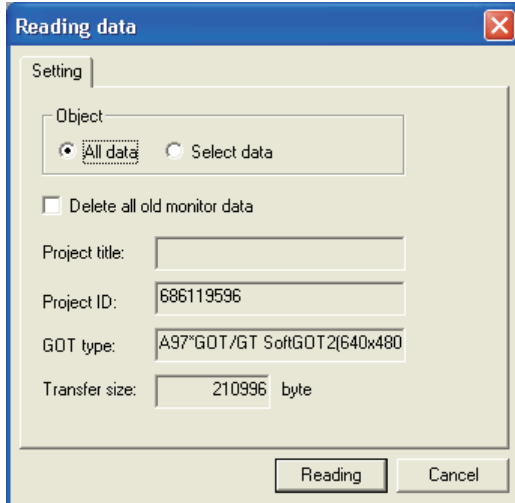 Reading data
Setting
Object
All data Select data
Delete all old monitor data
Project title:
Project ID: 686119596
GOT type: A97*GOT/GT SoftGOT2(640x480
Transfer size: 210996 byte
Reading Cancel